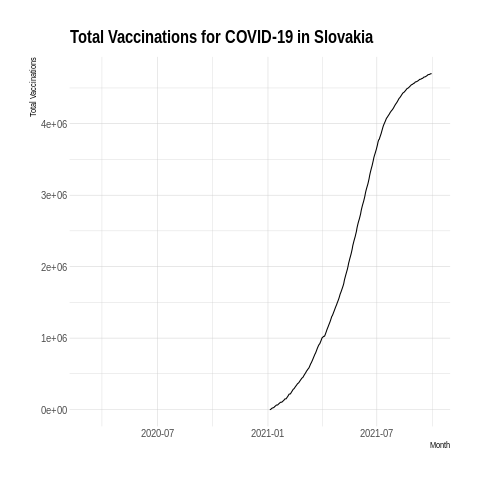 Total Vaccinations for COVID-19 in Slovakia
Total Vaccinations
4e+06
3e+06
2e+06
1e+06
0e+00
2020-07
2021-01
2021-07
Month